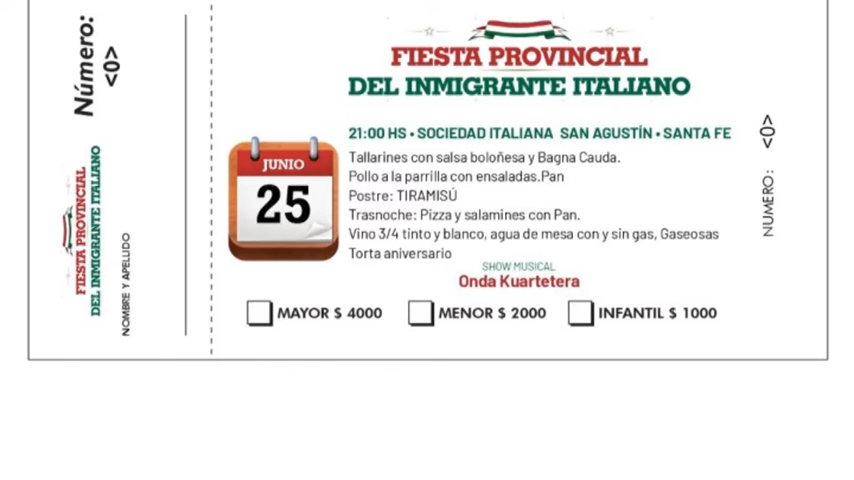 Número:
<0>
FIESTA PROVINCIAL
DEL INMIGRANTE ITALIANO
NOMBRE Y APELLIDO
FIESTA PROVINCIAL
DEL INMIGRANTE ITALIANO
21:00 HS • SOCIEDAD ITALIANA SAN AGUSTÍN • SANTA FE
JUNIO
25
Tallarines con salsa boloñesa y Bagna Cauda.
Pollo a la parrilla con ensaladas.Pan
Postre: TIRAMISÚ
Trasnoche: Pizza y salamines con Pan.
Vino 3/4 tinto y blanco, agua de mesa con y sin gas, Gaseosas
Torta aniversario
SHOW MUSICAL
Onda Kuartetera
MAYOR $ 4000 MENOR $ 2000 INFANTIL $ 1000
NUMERO: <0>